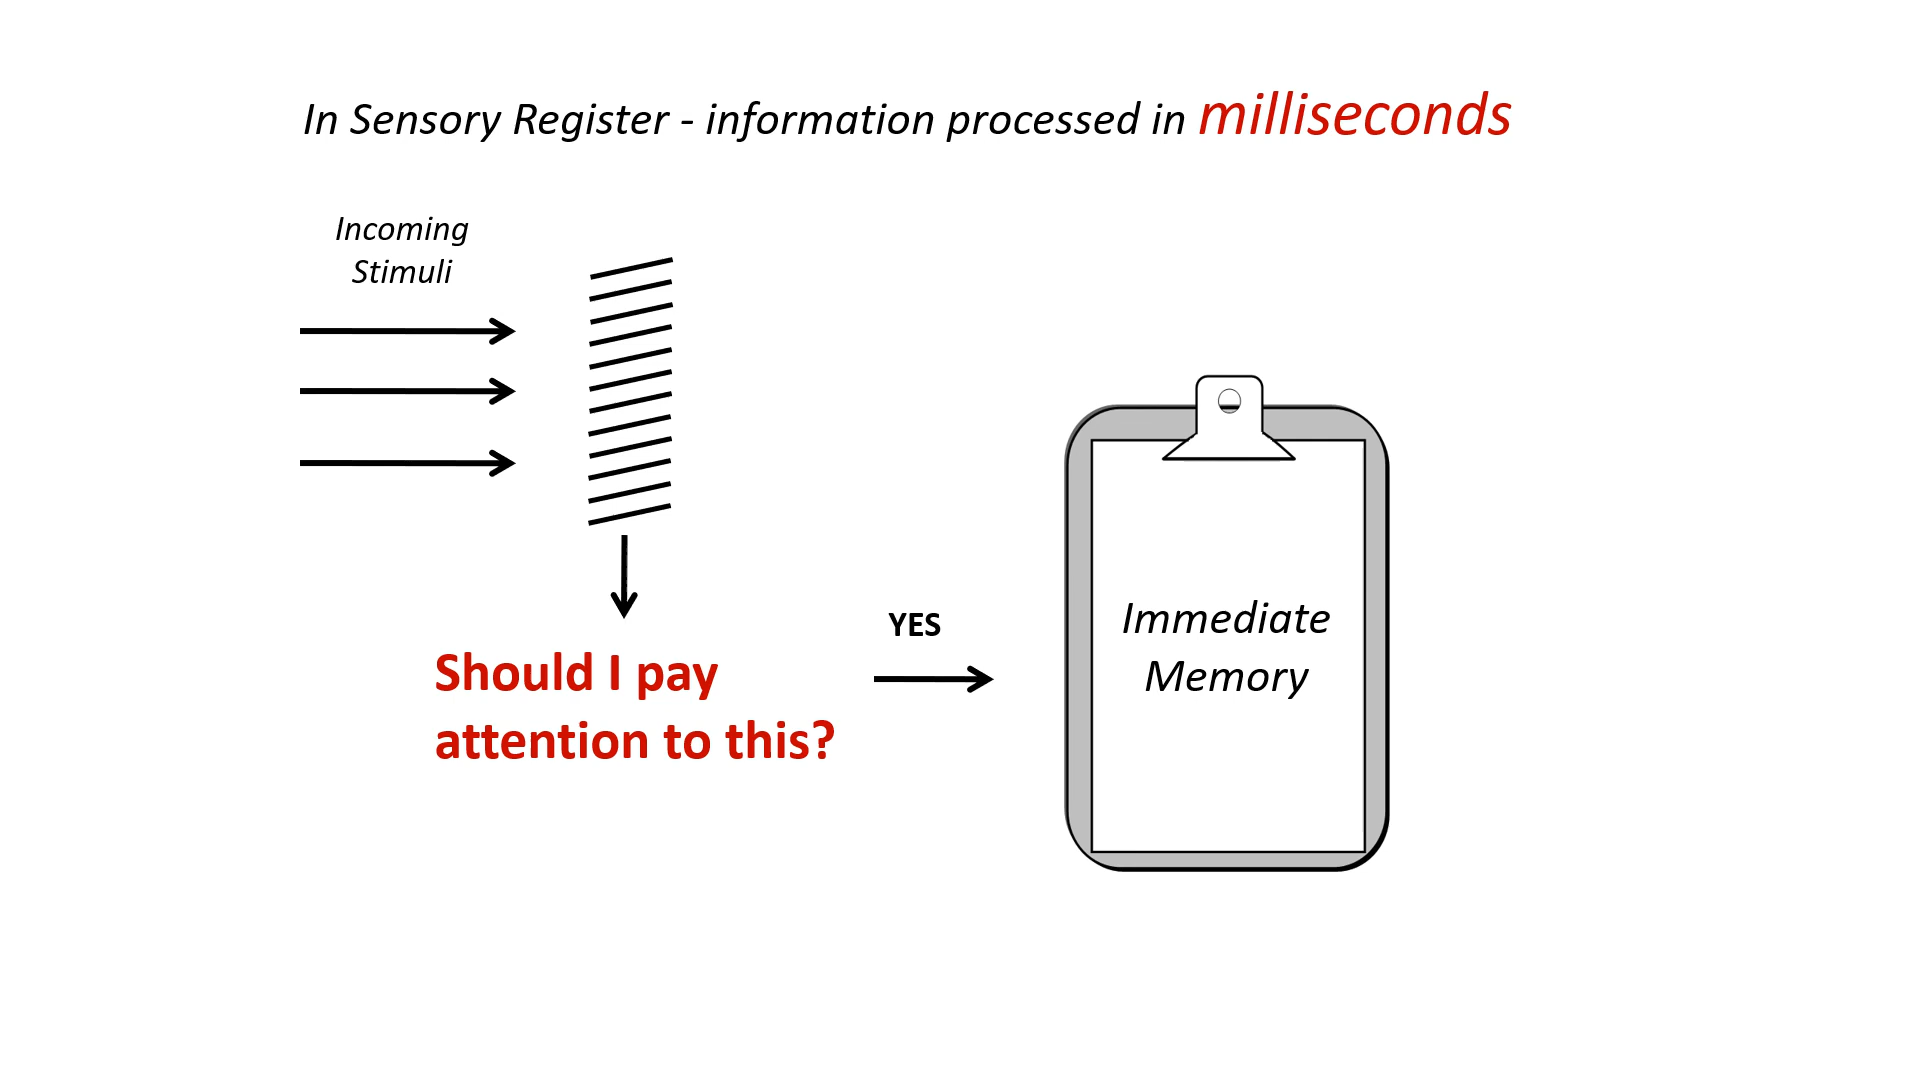 In Sensory Register - information processed in milliseconds
Incoming
Stimuli
YES
Should I pay
attention to this?
Immediate
Memory